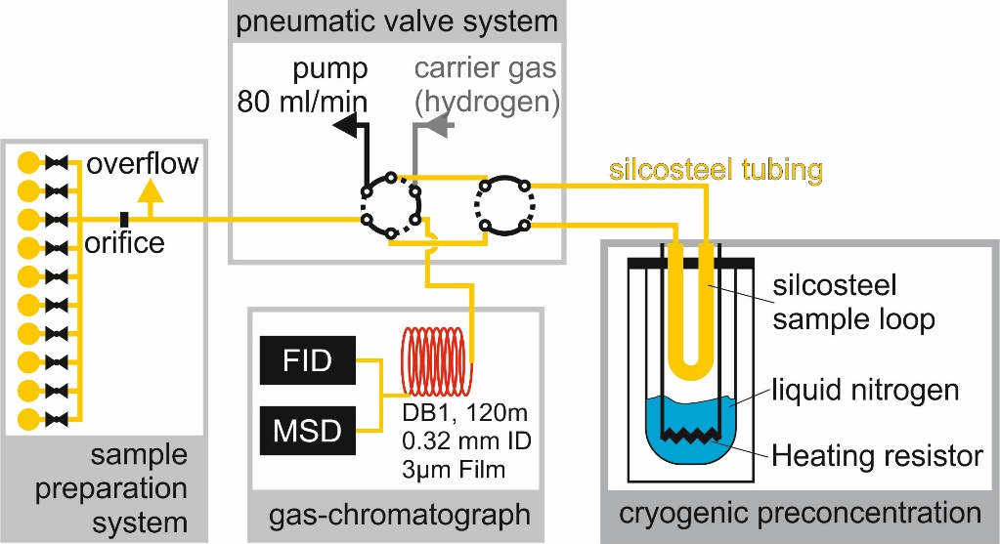 pneumatic valve system
pump
80 ml/min
carrier gas
(hydrogen)
overflow
orifice
sample
preparation
system
silcosteel tubing
FID
MSD
DB1, 120m
0.32 mm ID
3µm Film
gas-chromatograph
silcosteel
sample loop
liquid nitrogen
Heating resistor
cryogenic preconcentration